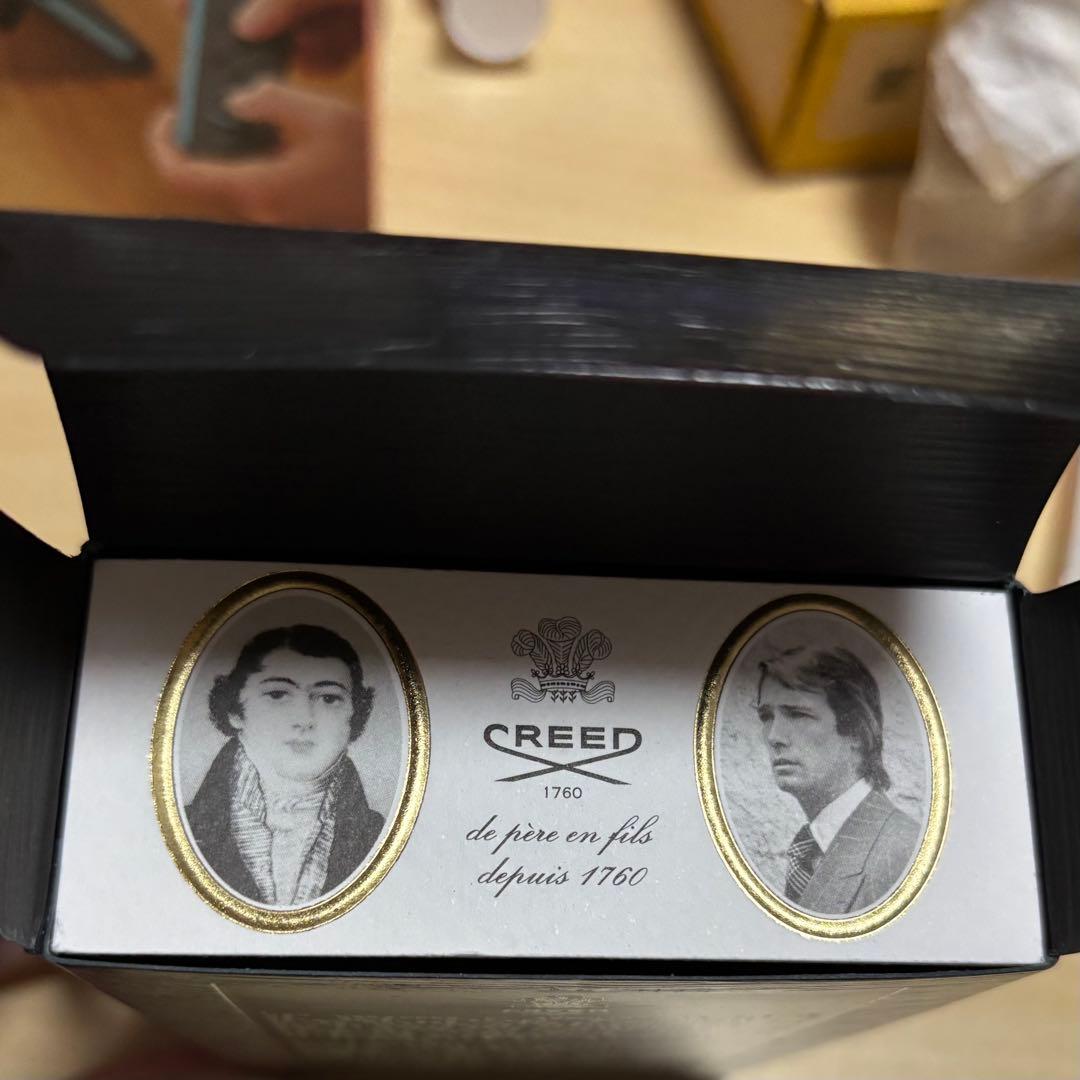 CREED
1760
de père en fils
depuis 1760